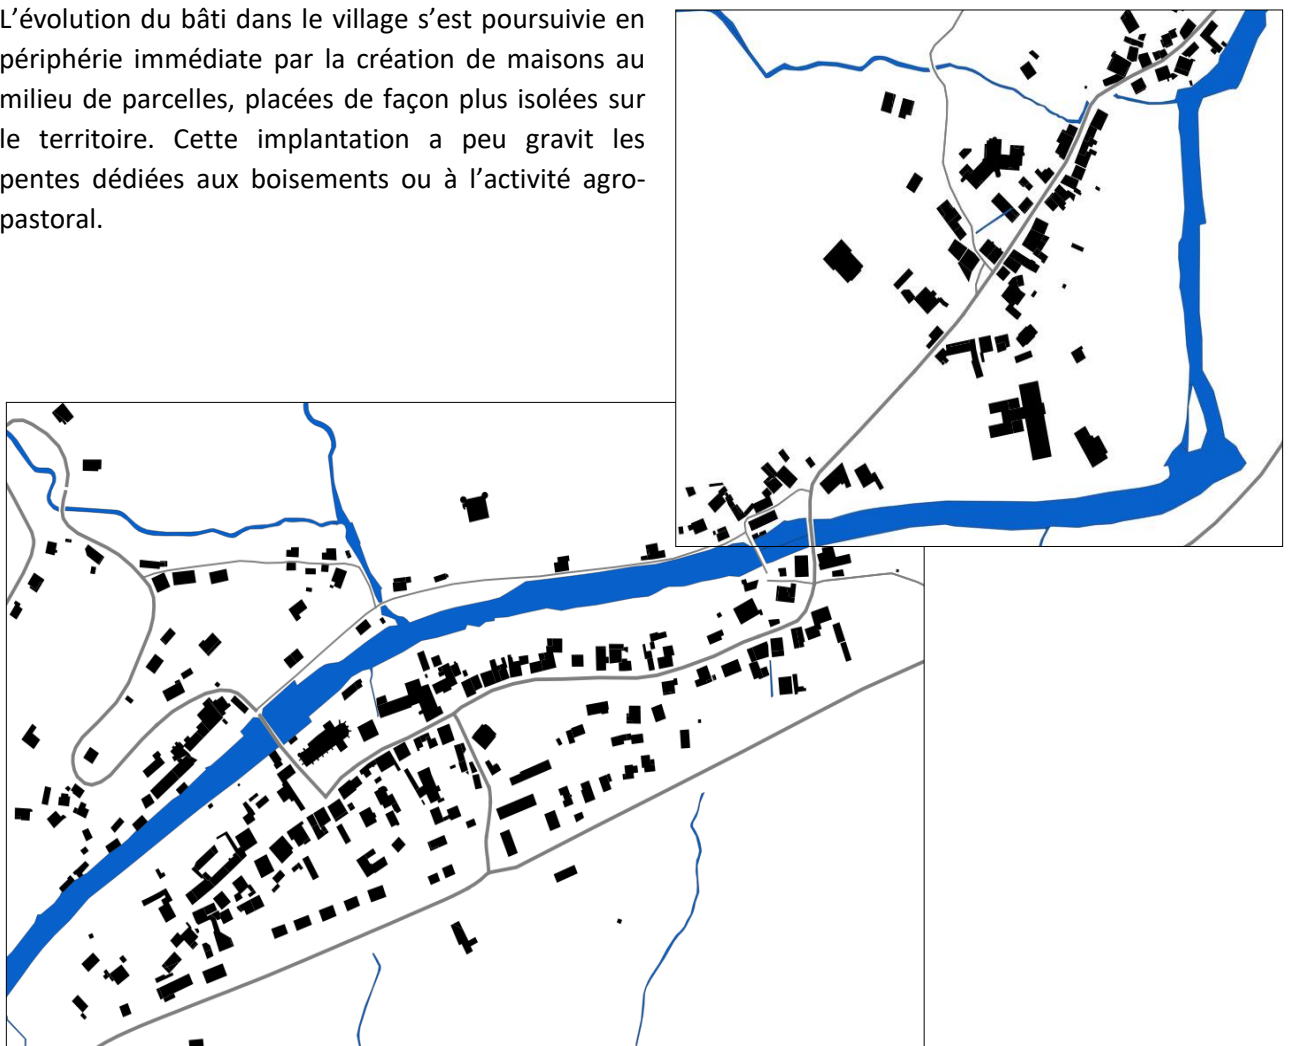 L’évolution du bâti dans le village s’est poursuivie en
périphérie immédiate par la création de maisons au
milieu de parcelles, placées de façon plus isolées sur
le territoire. Cette implantation a peu gravit les
pentes dédiées aux boisements ou à l’activité agro-
pastoral.